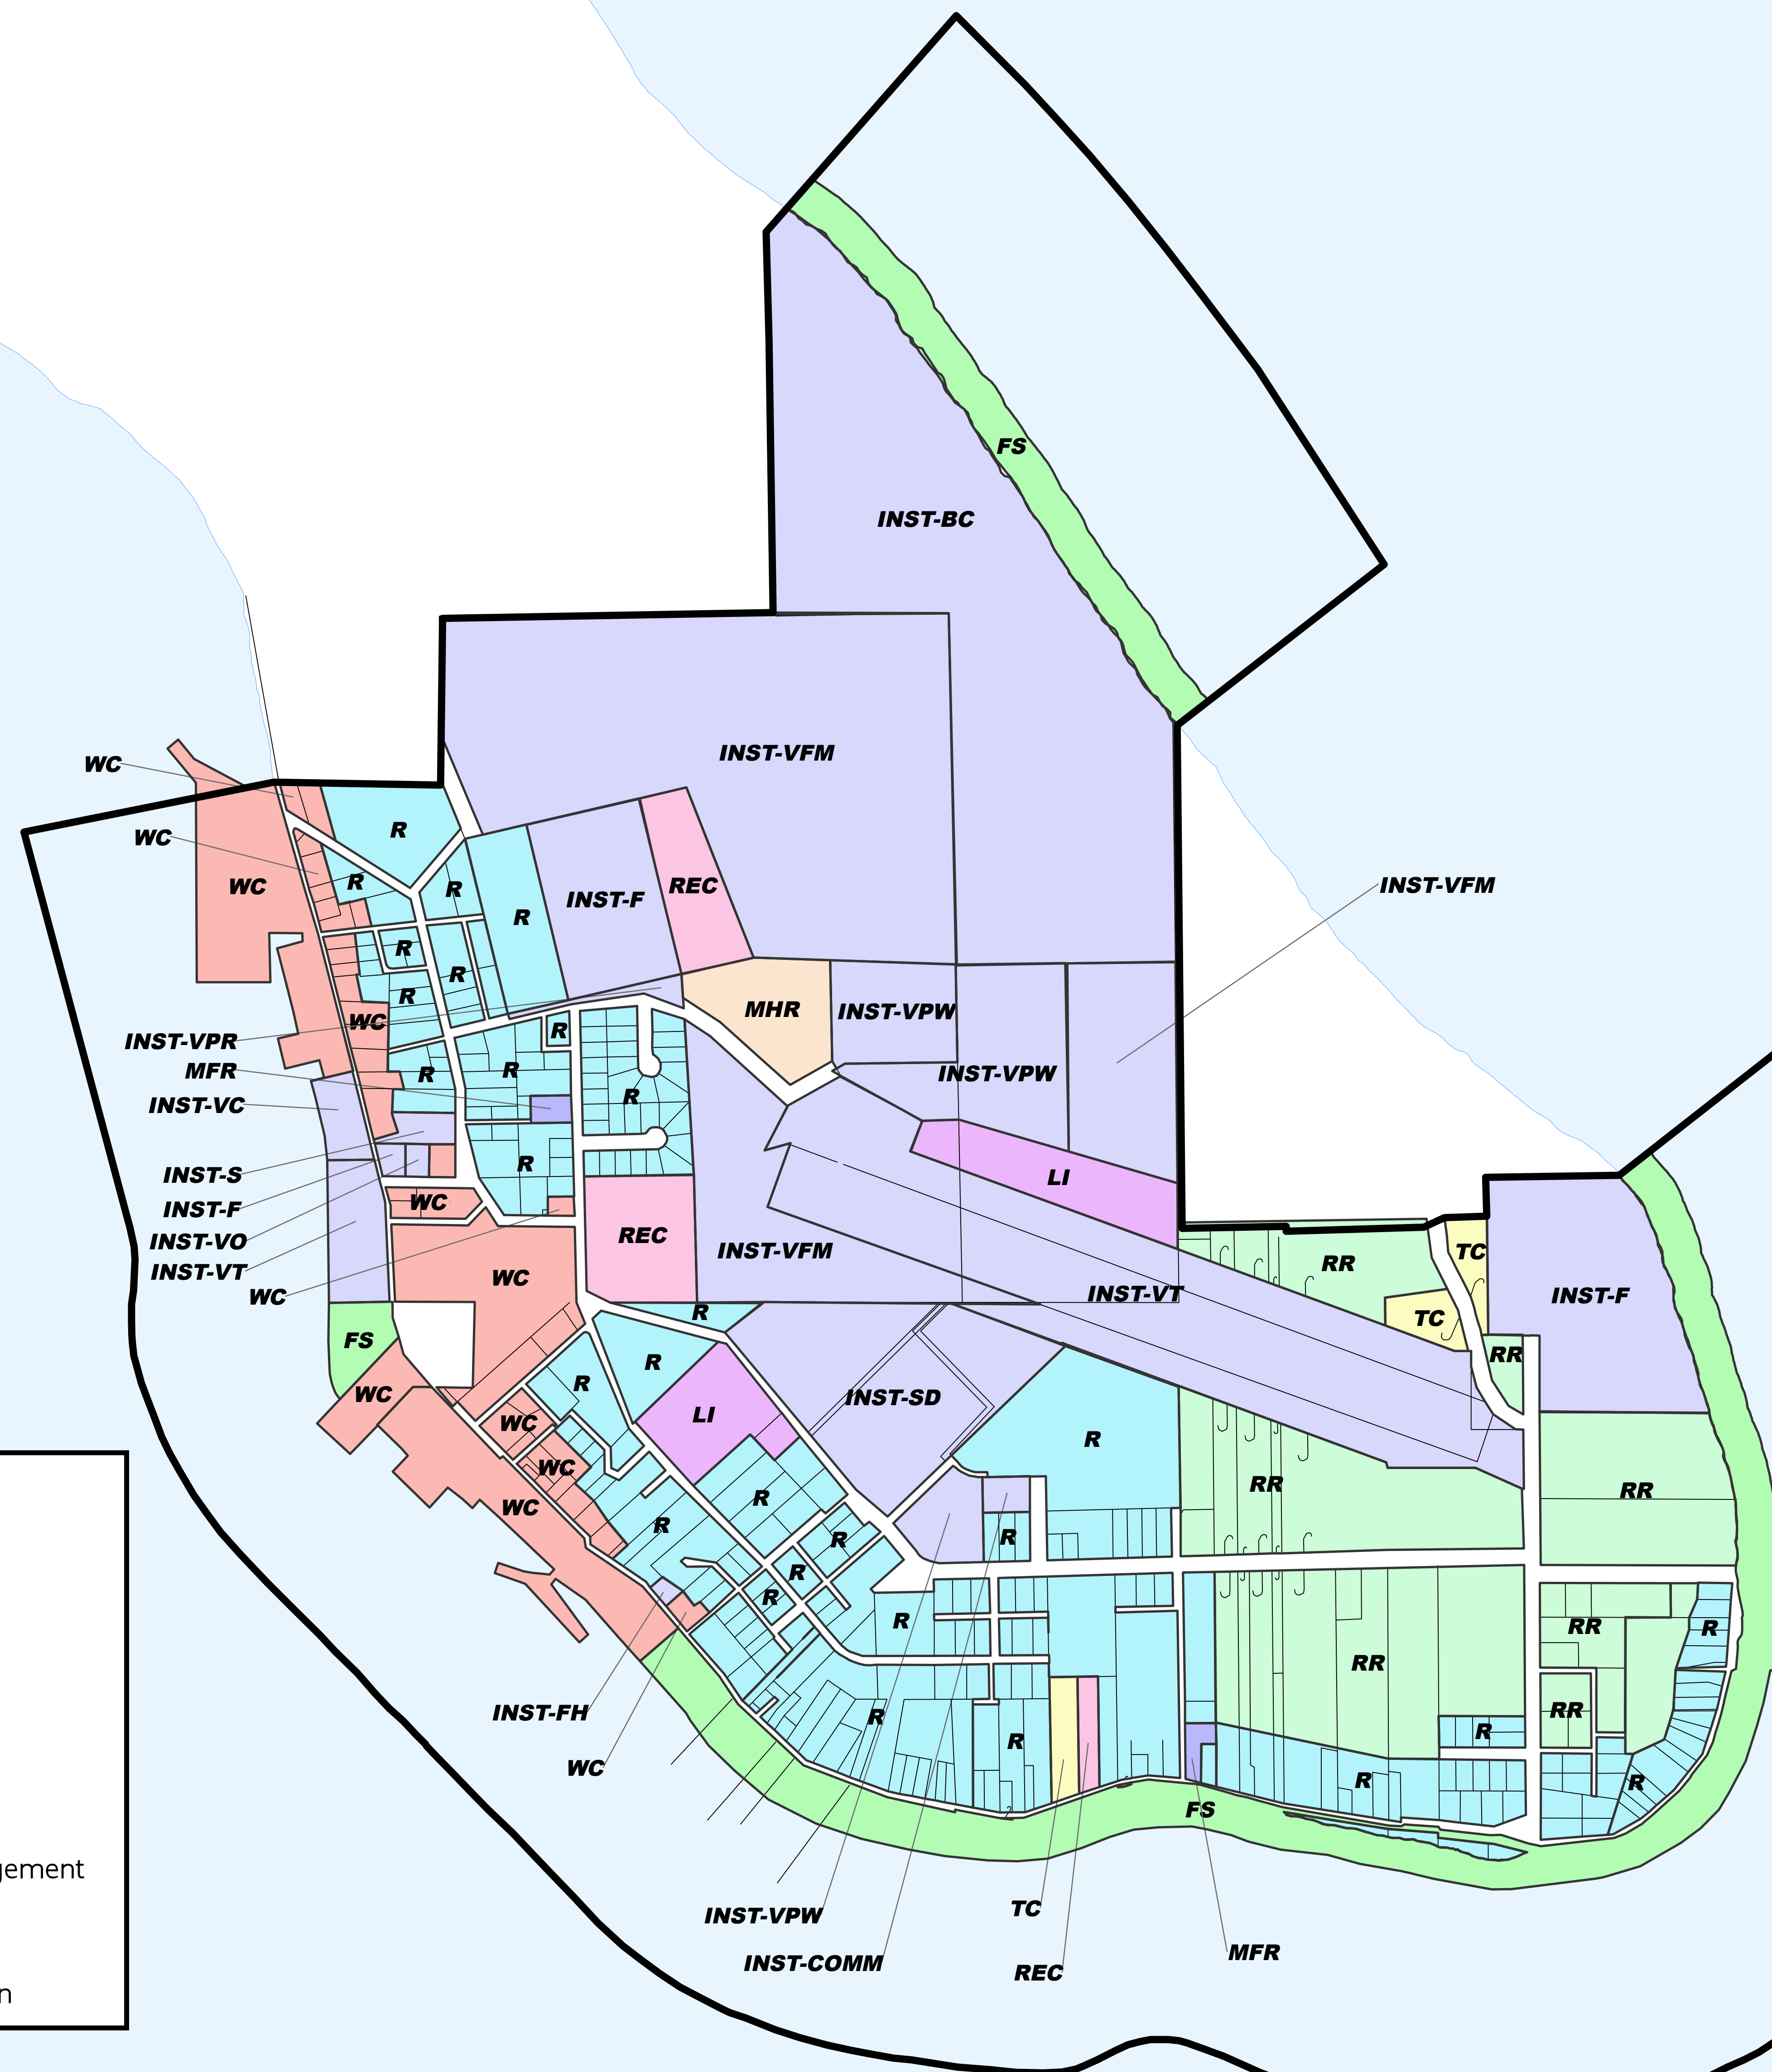 FS
INST-BC
INST-VFM
WC
R
WC
INST-VFM
R
REC
WC
R
INST-F
R
R
R
R
MHR
R
INST-VPW
WC
R
INST-VPR
R
MFR
R
INST-VPW
R
INST-VC
R
INST-S
LI
WC
INST-F
REC
INST-VO
INST-VFM
TC
RR
INST-VT
WC
INST-VT
INST-F
WC
R
TC
FS
R
RR
R
WC
INST-SD
LI
WC
R
WC
RR
RR
R
WC
R
R
R
R
R
R
RR
R
RR
RR
INST-FH
R
R
R
WC
R
R
FS
gement
INST-VPW
TC
MFR
INST-COMM
REC
n